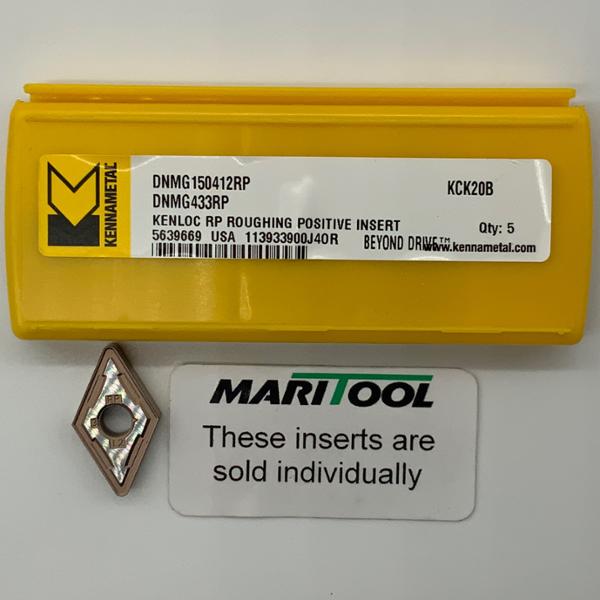 KENNAMETAL
DNMG150412RP
DNMG433RP
KCK20B
KENLOC RP ROUGHING POSITIVE INSERT
Qty: 5
5639669 USA 113933900J40R BEYOND DRIVE™ www.kennametal.com
RP
MARITOOL
These inserts are
sold individually